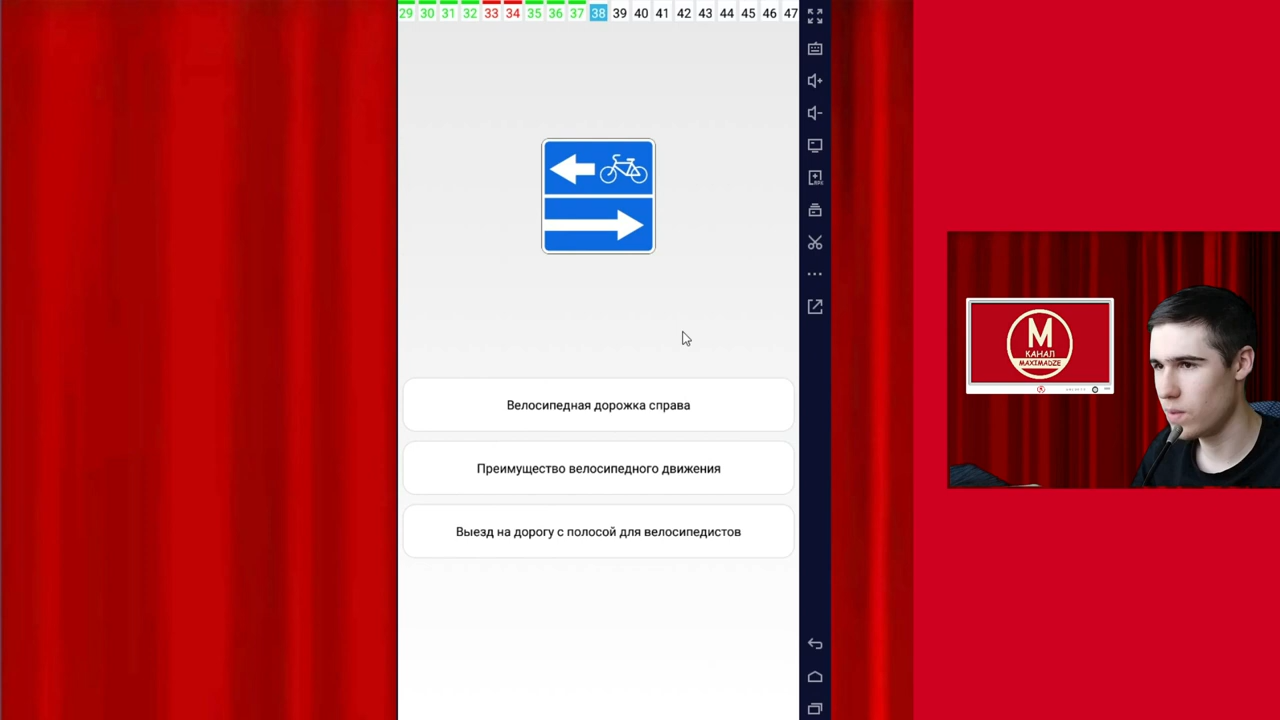 29 30 31 32 33 34 35 36 37 38 39 40 41 42 43 44 45 46 47
Велосипедная дорожка справа
Преимущество велосипедного движения
Выезд на дорогу с полосой для велосипедистов
М
КАНАЛ
MAXIMADZE